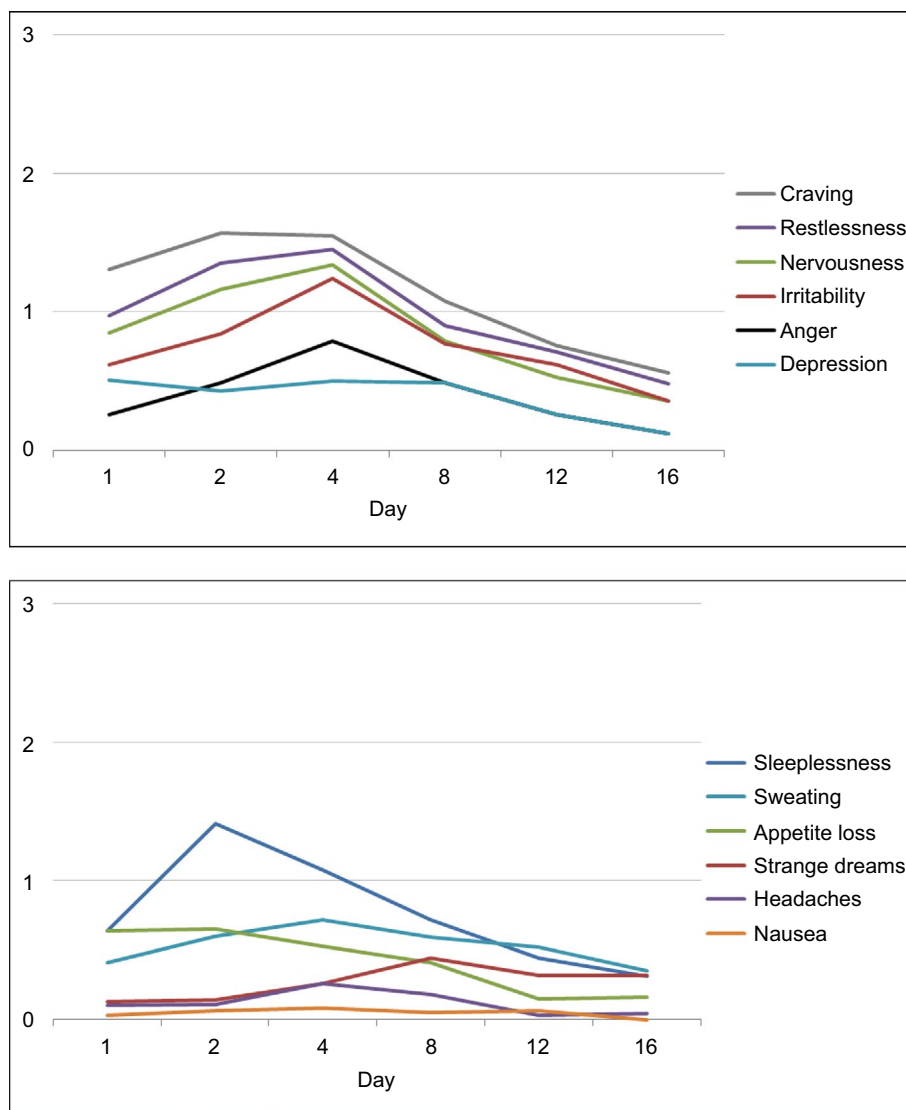 3
2
1
0
1 2 4 8 12 16
Day
Craving
Restlessness
Nervousness
Irritability
Anger
Depression
3
2
1
0
1 2 4 8 12 16
Day
Sleeplessness
Sweating
Appetite loss
Strange dreams
Headaches
Nausea